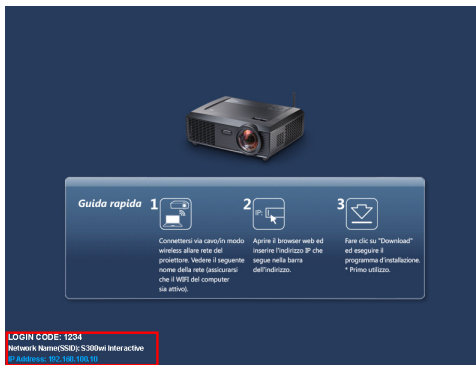 Guida rapida
1
Connettersi via cavo/in modo
wireless allare rete del
proiettore. Vedere il seguente
nome della rete (assicurarsi
che il WIFI del computer
sia attivo).
2
IP:
Aprire il browser web ed
inserire l'indirizzo IP che
segue nella barra
dell'indirizzo.
3
Fare clic su "Download"
ed eseguire il
programma d'installazione.
* Primo utilizzo.
LOGIN CODE: 1234
Network Name(SSID): S300wi Interactive
IP Address: 192.168.100.10